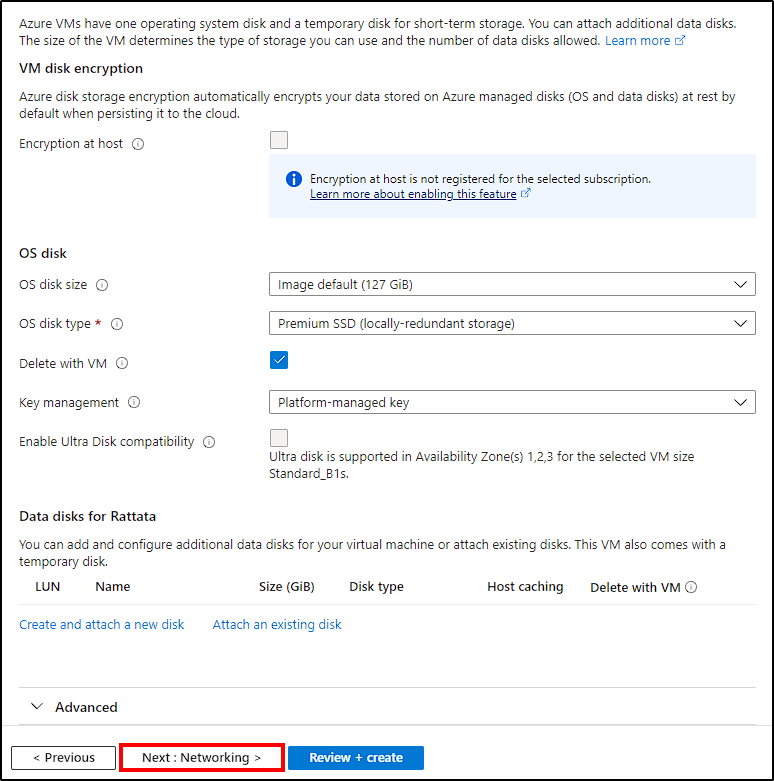 Azure VMs have one operating system disk and a temporary disk for short-term storage. You can attach additional data disks.
The size of the VM determines the type of storage you can use and the number of data disks allowed. Learn more
VM disk encryption
Azure disk storage encryption automatically encrypts your data stored on Azure managed disks (OS and data disks) at rest by
default when persisting it to the cloud.
Encryption at host
Encryption at host is not registered for the selected subscription.
Learn more about enabling this feature
OS disk
OS disk size Image default (127 GiB)
OS disk type * Premium SSD (locally-redundant storage)
Delete with VM
Key management Platform-managed key
Enable Ultra Disk compatibility
Ultra disk is supported in Availability Zone(s) 1,2,3 for the selected VM size
Standard_B1s.
Data disks for Rattata
You can add and configure additional data disks for your virtual machine or attach existing disks. This VM also comes with a
temporary disk.
LUN Name Size (GiB) Disk type Host caching Delete with VM
Create and attach a new disk Attach an existing disk
Advanced
< Previous Next : Networking > Review + create